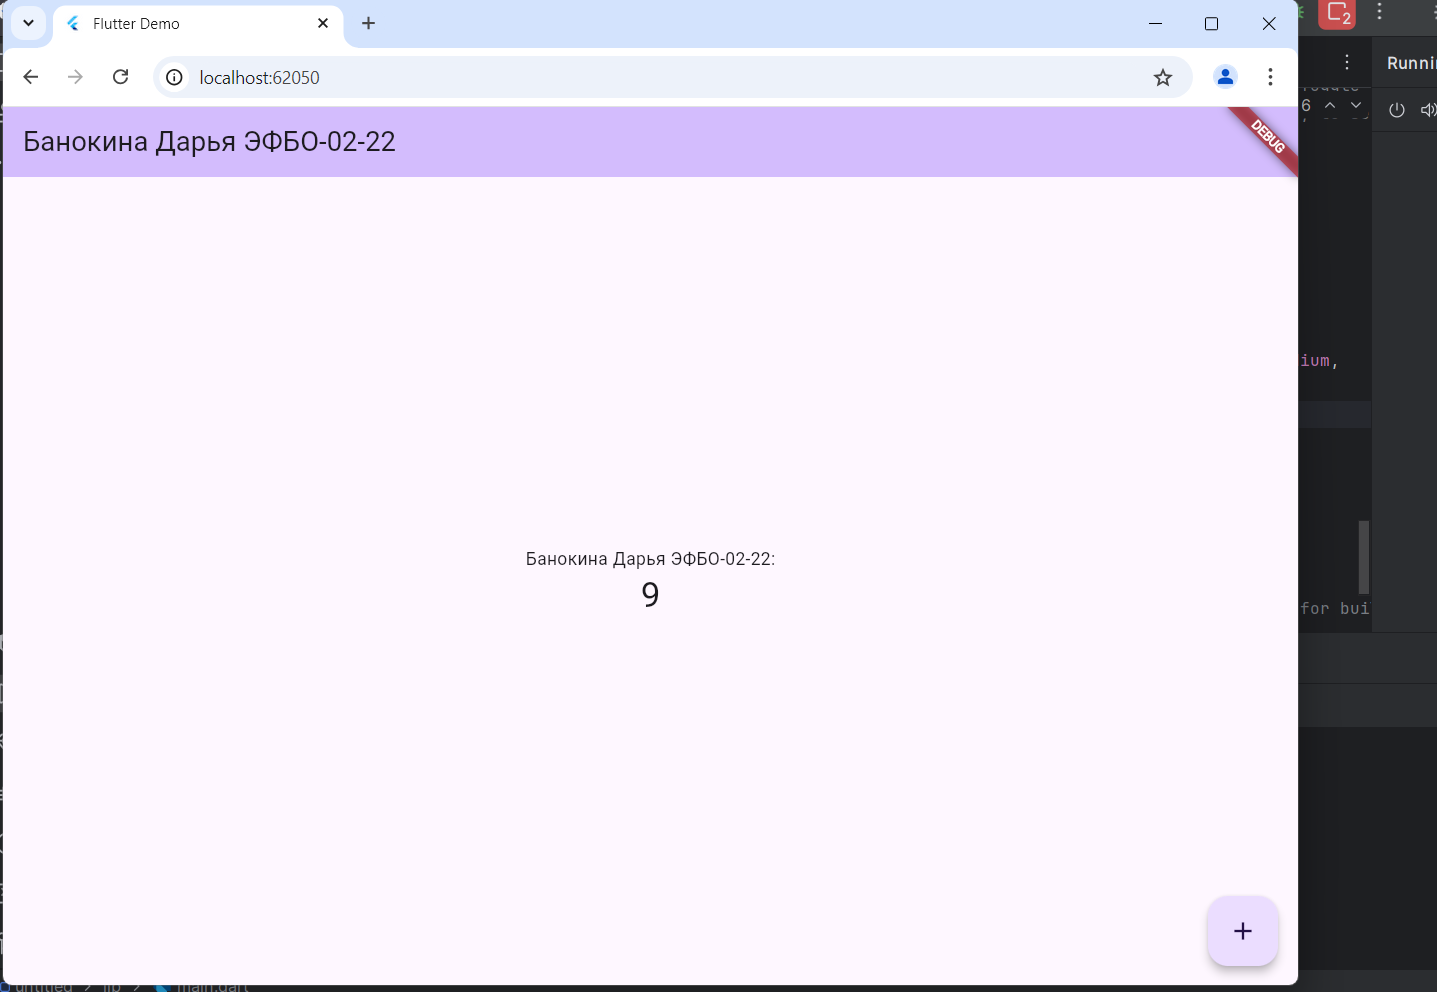 Flutter Demo
2
localhost:62050
Runni
6
Банокина Дарья ЭФБО-02-22
DEBUG
ium,
Банокина Дарья ЭФБО-02-22:
9
for bui
untitled > lib > main.dart